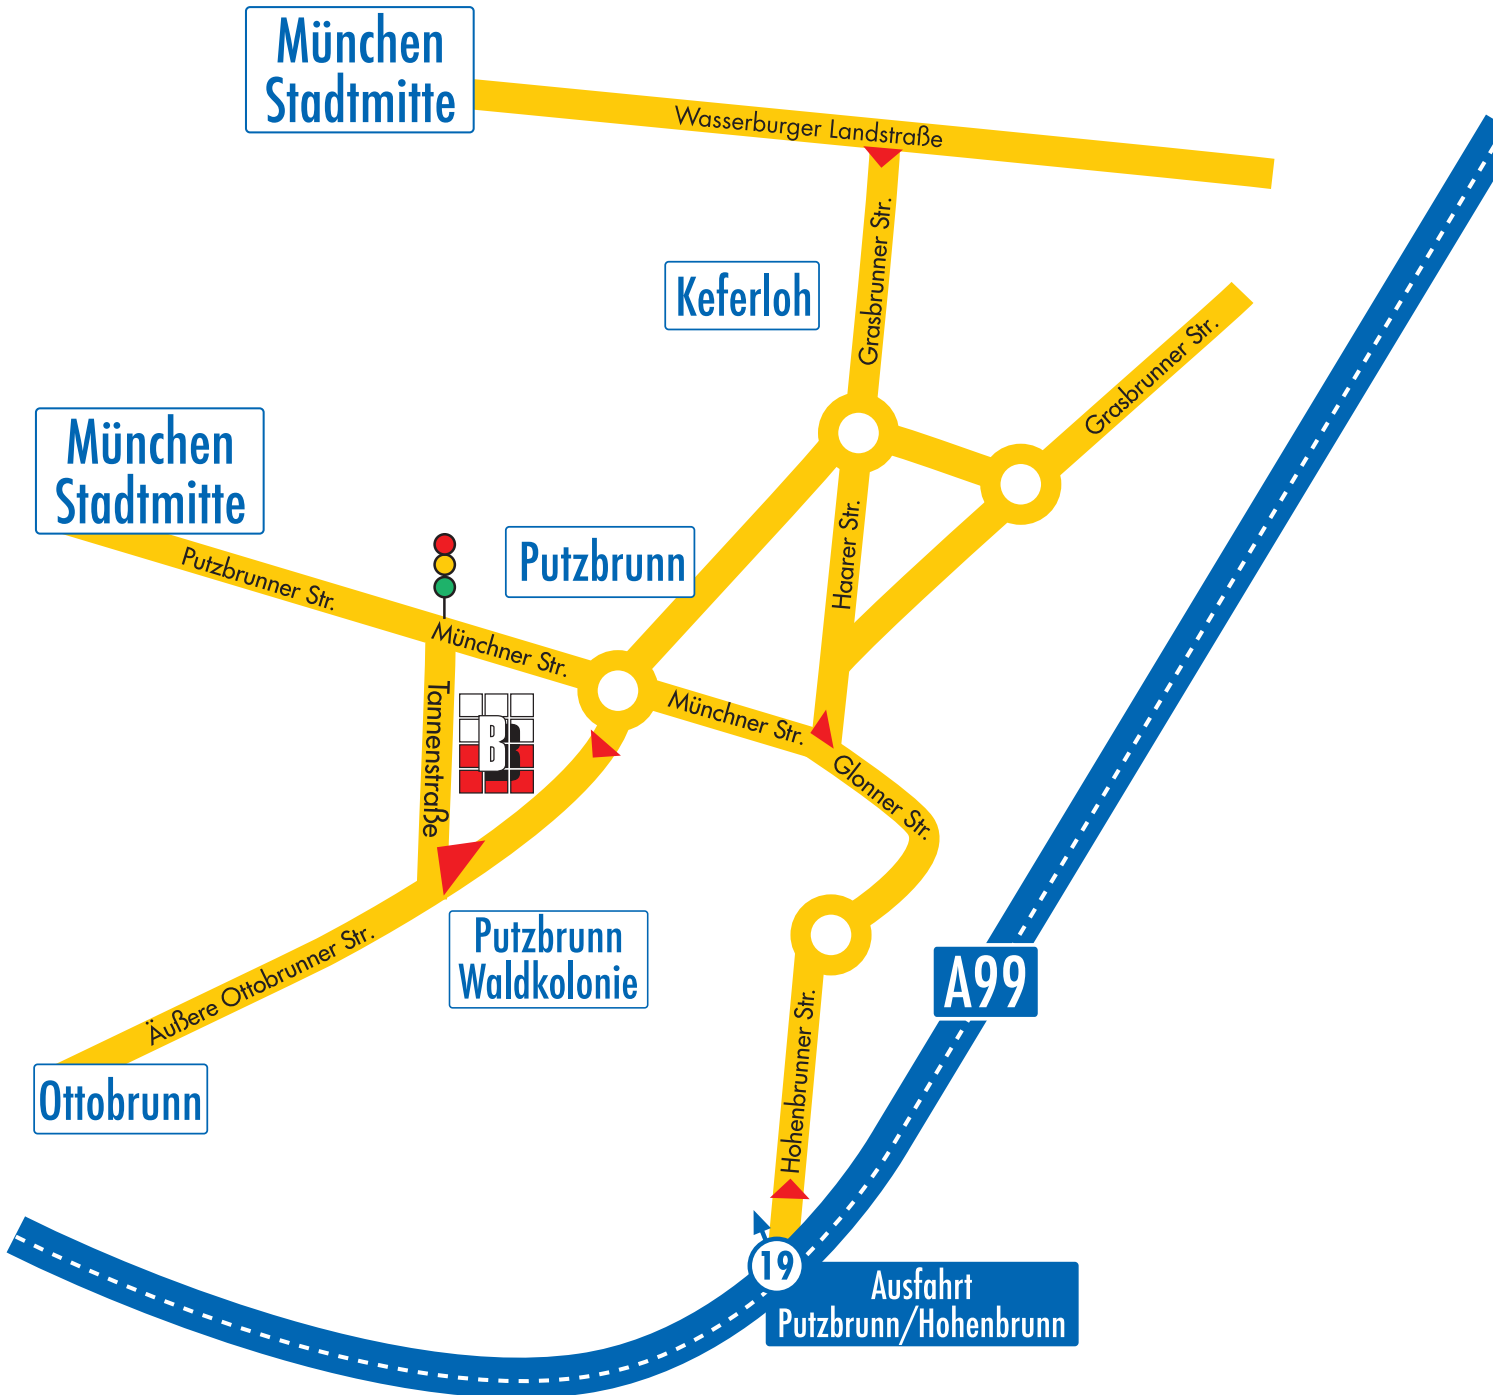 München
Stadtmitte
Wasserburger Landstraße
Grasbrunner Str.
Keferloh
Grasbrunner Str.
München
Stadtmitte
Putzbrunner Str.
Putzbrunn
Haarer Str.
Münchner Str.
Tannenstraße
B
Münchner Str.
Glonner Str.
Putzbrunn
Waldkolonie
Äußere Ottobrunner Str.
A99
Hohenbrunner Str.
Ottobrunn
19
Ausfahrt
Putzbrunn/Hohenbrunn